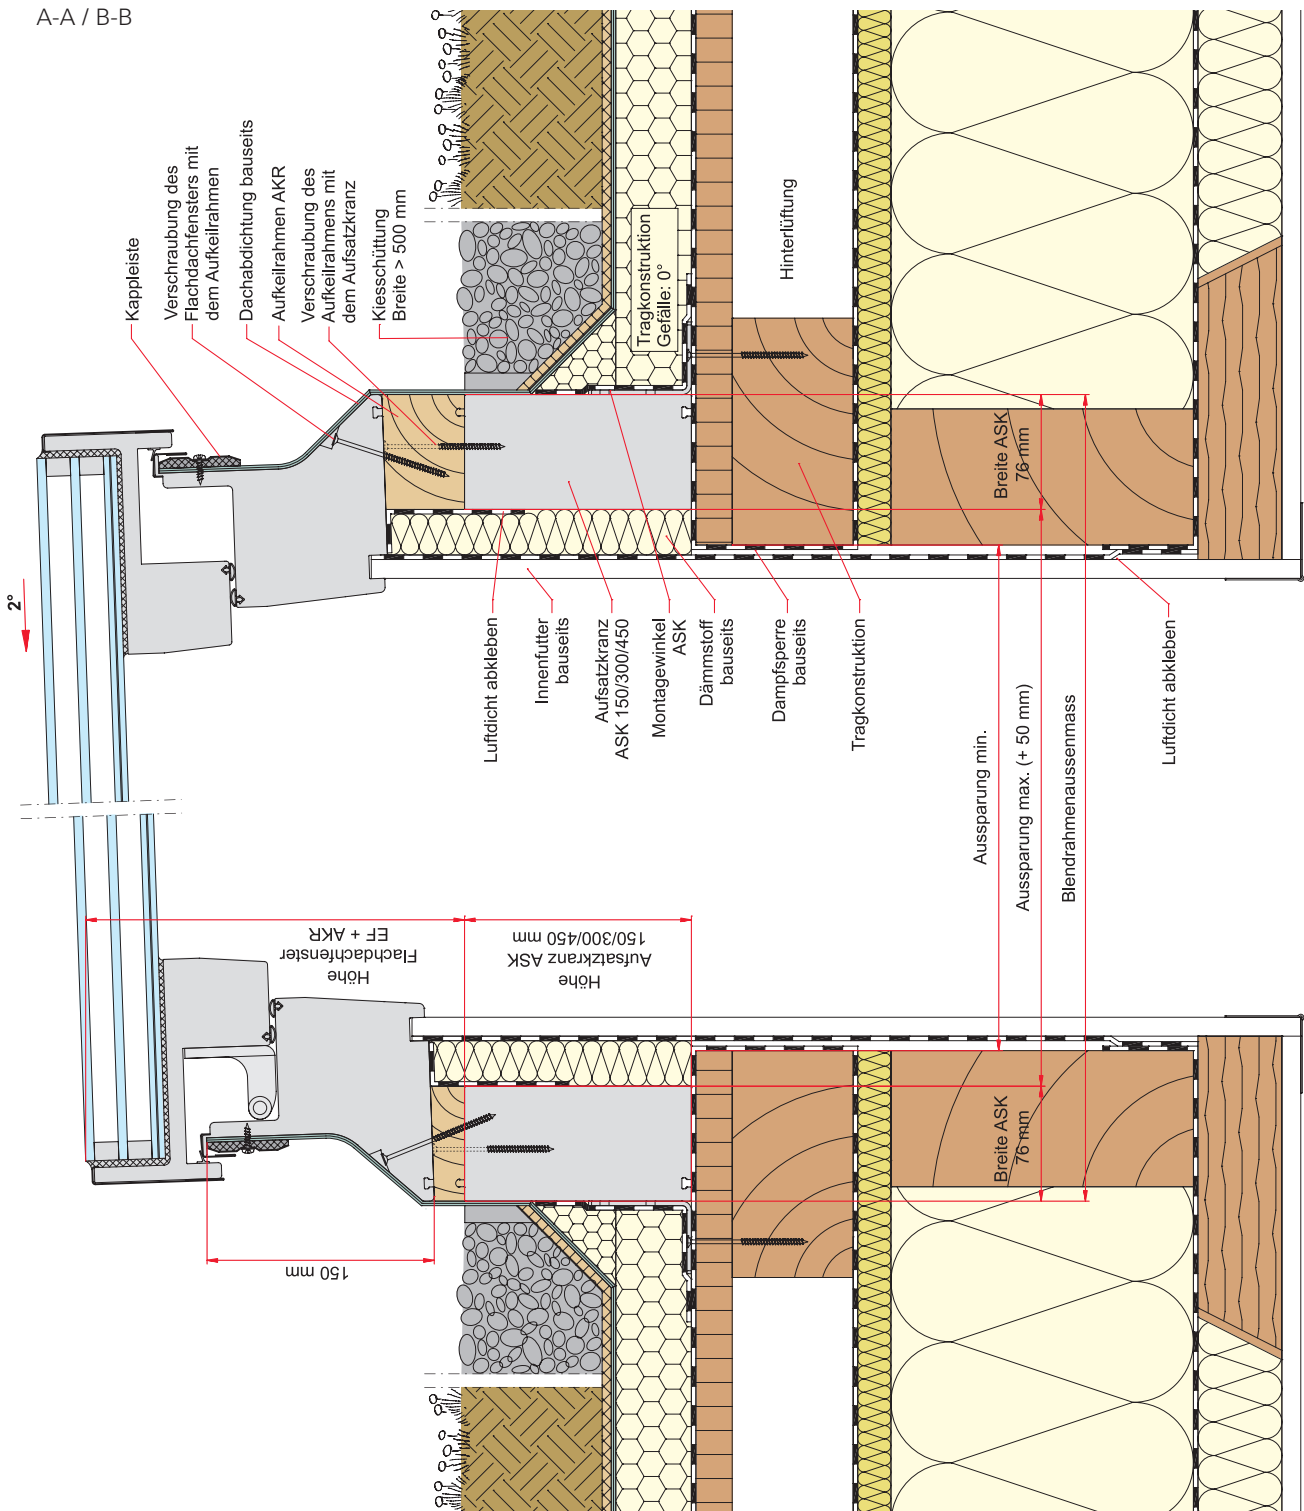 A-A / B-B
Kappleiste
Verschraubung des
Flachdachfensters mit
dem Aufkeilrahmen
Dachabdichtung bauseits
Aufkeilrahmen AKR
Verschraubung des
Aufkeilrahmens mit
dem Aufsatzkranz
Kiesschüttung
Breite > 500 mm
Tragkonstruktion
Gefälle: 0°
Hinterlüftung
2°
Breite ASK
76 mm
Luftdicht abkleben
Innenfutter
bauseits
Aufsatzkranz
ASK 150/300/450
Montagewinkel
ASK
Dämmstoff
bauseits
Dampfsperre
bauseits
Tragkonstruktion
Aussparung min.
Aussparung max. (+ 50 mm)
Blendrahmenaussenmass
Luftdicht abkleben
Höhe
Flachdachfenster
EF + AKR
Höhe
Aufsatzkranz ASK
150/300/450 mm
Breite ASK
76 mm
150 mm